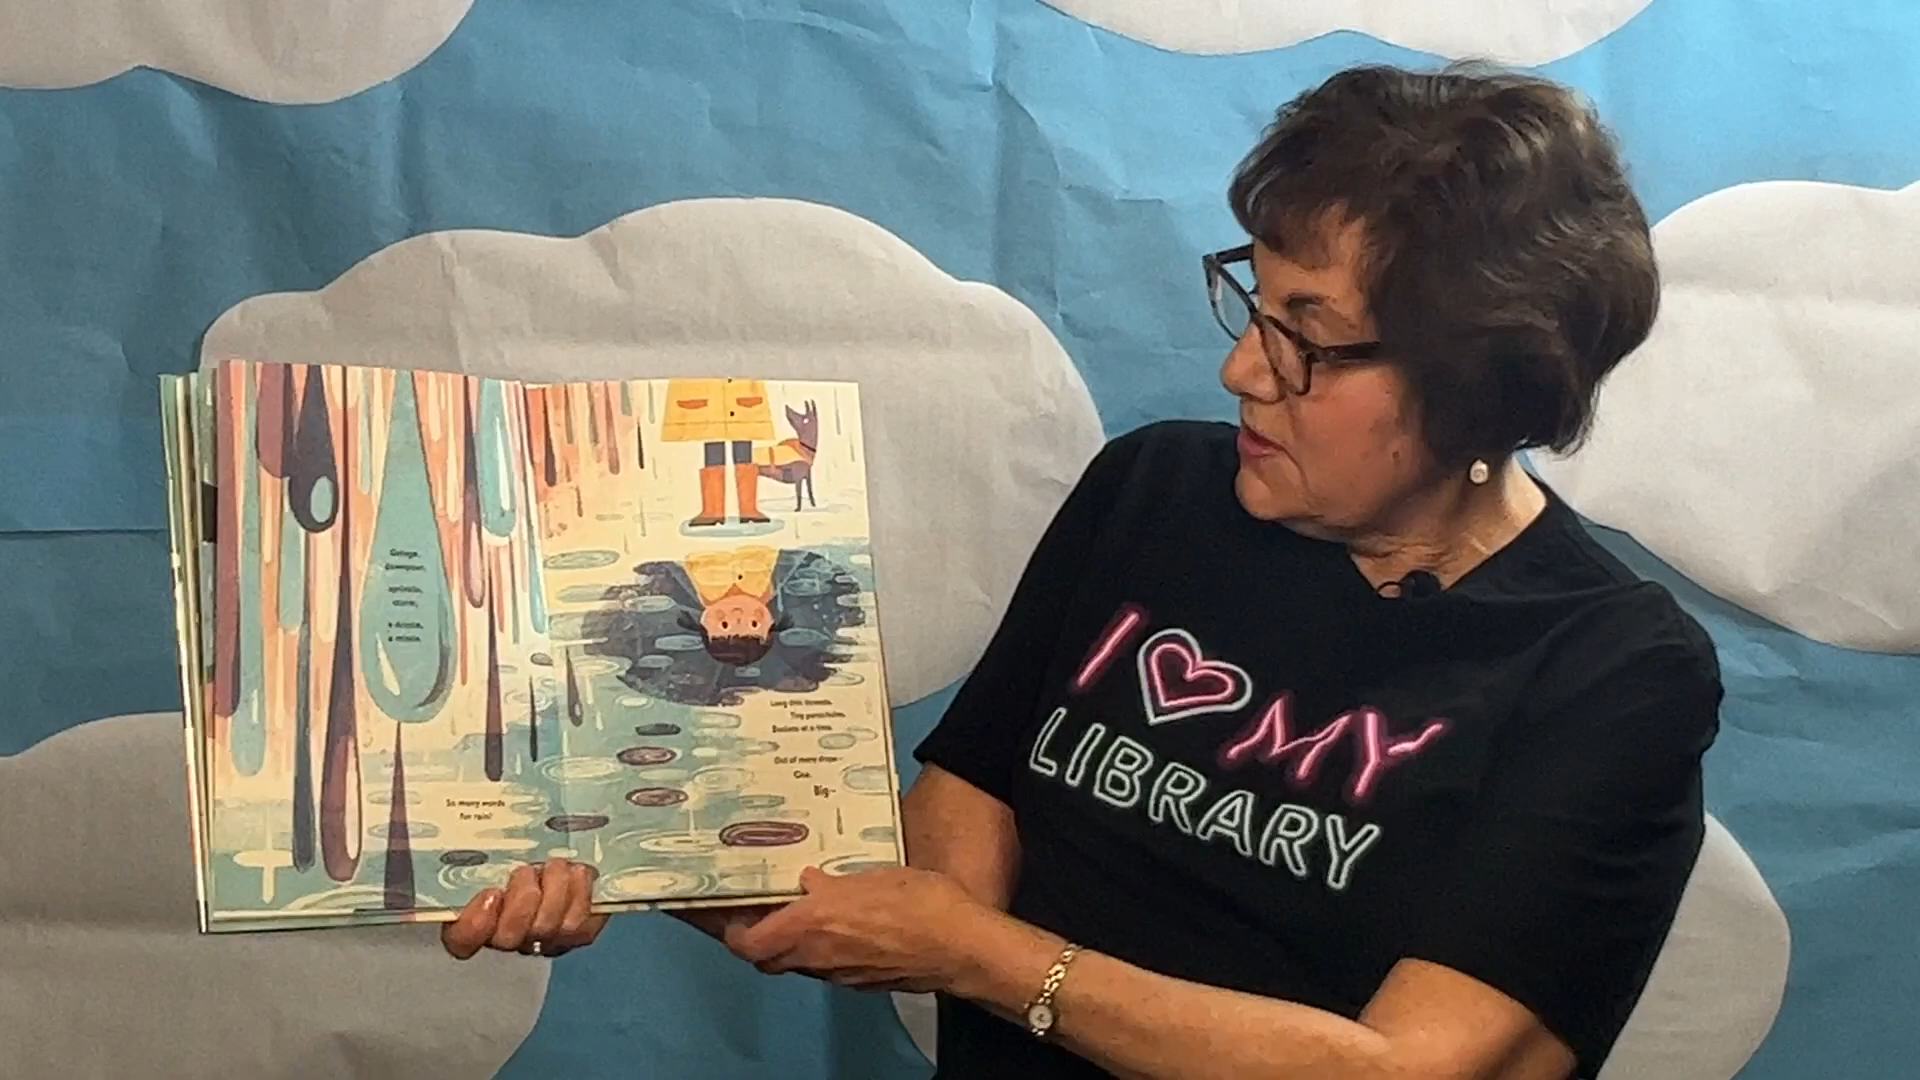 Deluge,
downpour,
sprinkle,
storm,
a drizzle,
a mizzle.
So many words
for rain!
Long thin threads.
Tiny parachutes.
Buckets at a time.
Out of many drops—
One.
Big—
I MY
LIBRARY